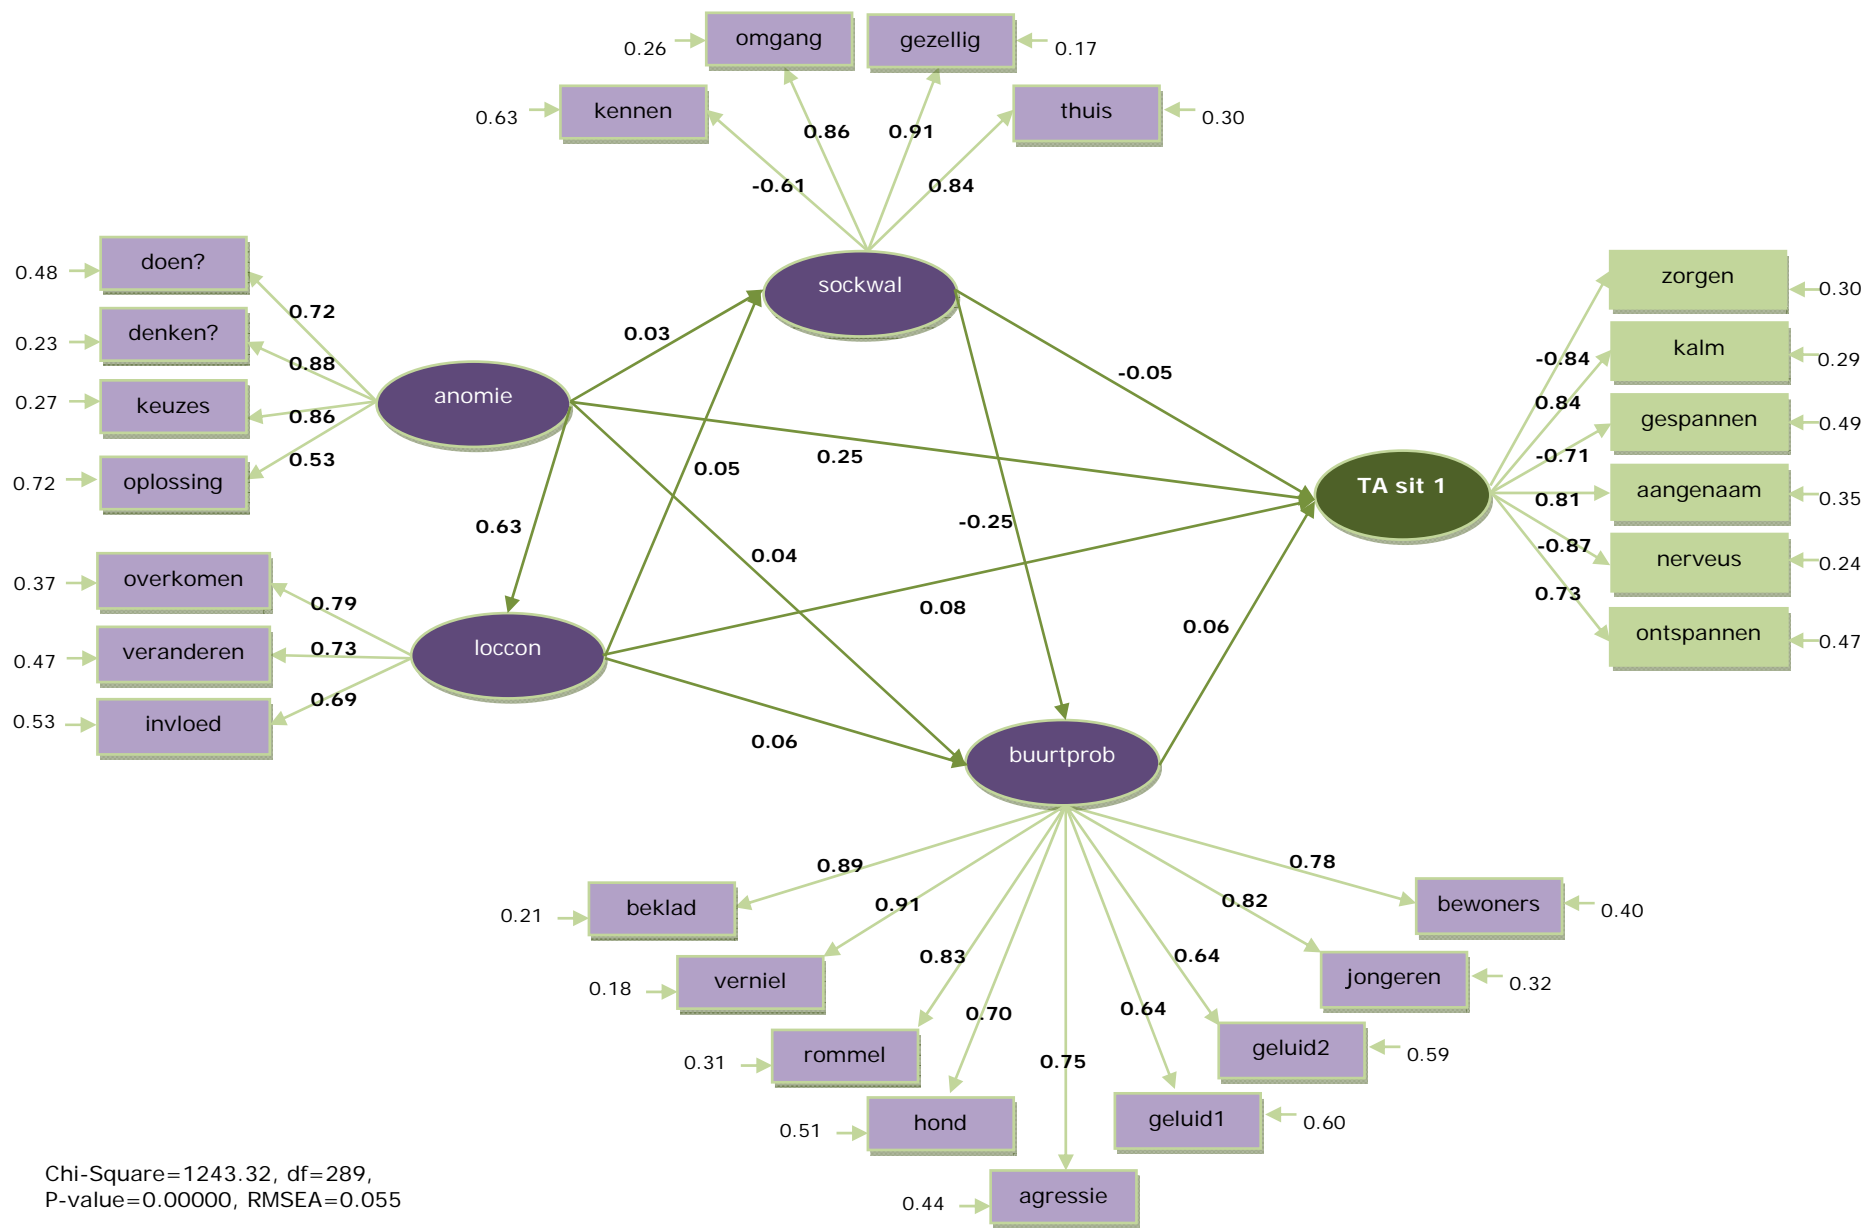 0.26
omgang
gezellig
0.17
0.63
kennen
thuis
0.30
0.86
0.91
-0.61
0.84
0.48
doen?
0.72
0.23
denken?
0.88
0.27
keuzes
0.86
0.72
oplossing
0.53
anomie
sockwal
0.03
-0.05
0.05
0.25
0.63
-0.25
0.04
0.08
0.06
0.06
TA sit 1
zorgen
0.30
-0.84
kalm
0.29
0.84
gespannen
0.49
-0.71
aangenaam
0.35
0.81
nerveus
0.24
-0.87
ontspannen
0.47
0.73
0.37
overkomen
0.79
0.47
veranderen
0.73
0.53
invloed
0.69
loccon
buurtprob
0.89
0.21
beklad
0.91
0.18
verniel
0.83
0.31
rommel
0.70
0.51
hond
0.75
0.44
agressie
0.64
geluid1
0.60
0.64
geluid2
0.59
0.82
jongeren
0.32
0.78
bewoners
0.40
Chi-Square=1243.32, df=289,
P-value=0.00000, RMSEA=0.055